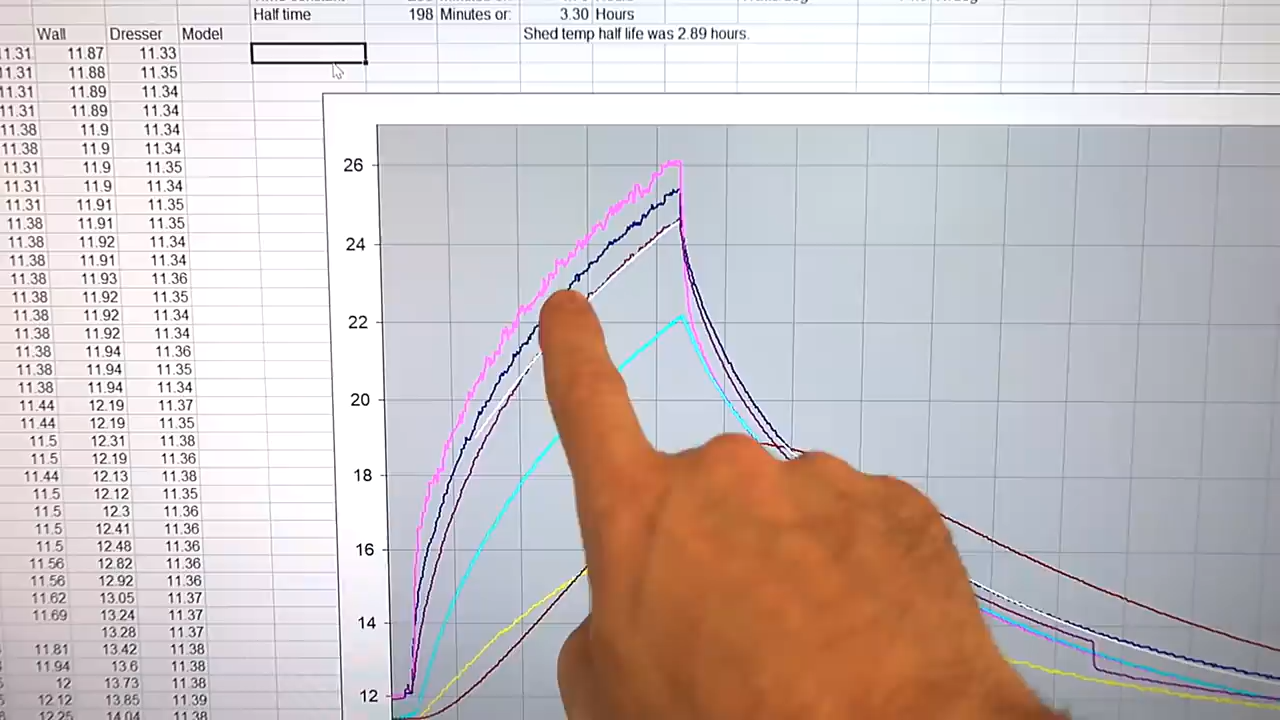 Half time 198 Minutes or: 3.30 Hours
Wall Dresser Model Shed temp half life was 2.89 hours.
11.31 11.87 11.33
11.31 11.88 11.35
11.31 11.89 11.34
11.31 11.89 11.34
11.38 11.9 11.34
11.38 11.9 11.34
11.31 11.9 11.35
11.31 11.9 11.34
11.31 11.91 11.35
11.38 11.91 11.35
11.38 11.92 11.34
11.38 11.91 11.34
11.38 11.93 11.36
11.38 11.92 11.35
11.38 11.92 11.34
11.38 11.92 11.34
11.38 11.94 11.36
11.38 11.94 11.35
11.38 11.94 11.34
11.44 12.19 11.37
11.44 12.19 11.35
11.5 12.31 11.38
11.5 12.19 11.36
11.44 12.13 11.38
11.5 12.12 11.35
11.5 12.3 11.36
11.5 12.41 11.36
11.5 12.48 11.36
11.56 12.82 11.36
11.56 12.92 11.36
11.62 13.05 11.37
11.69 13.24 11.37
13.28 11.37
11.81 13.42 11.38
11.94 13.6 11.38
12 13.73 11.38
12.12 13.85 11.39
12.25 14.04 11.38
26
24
22
20
18
16
14
12